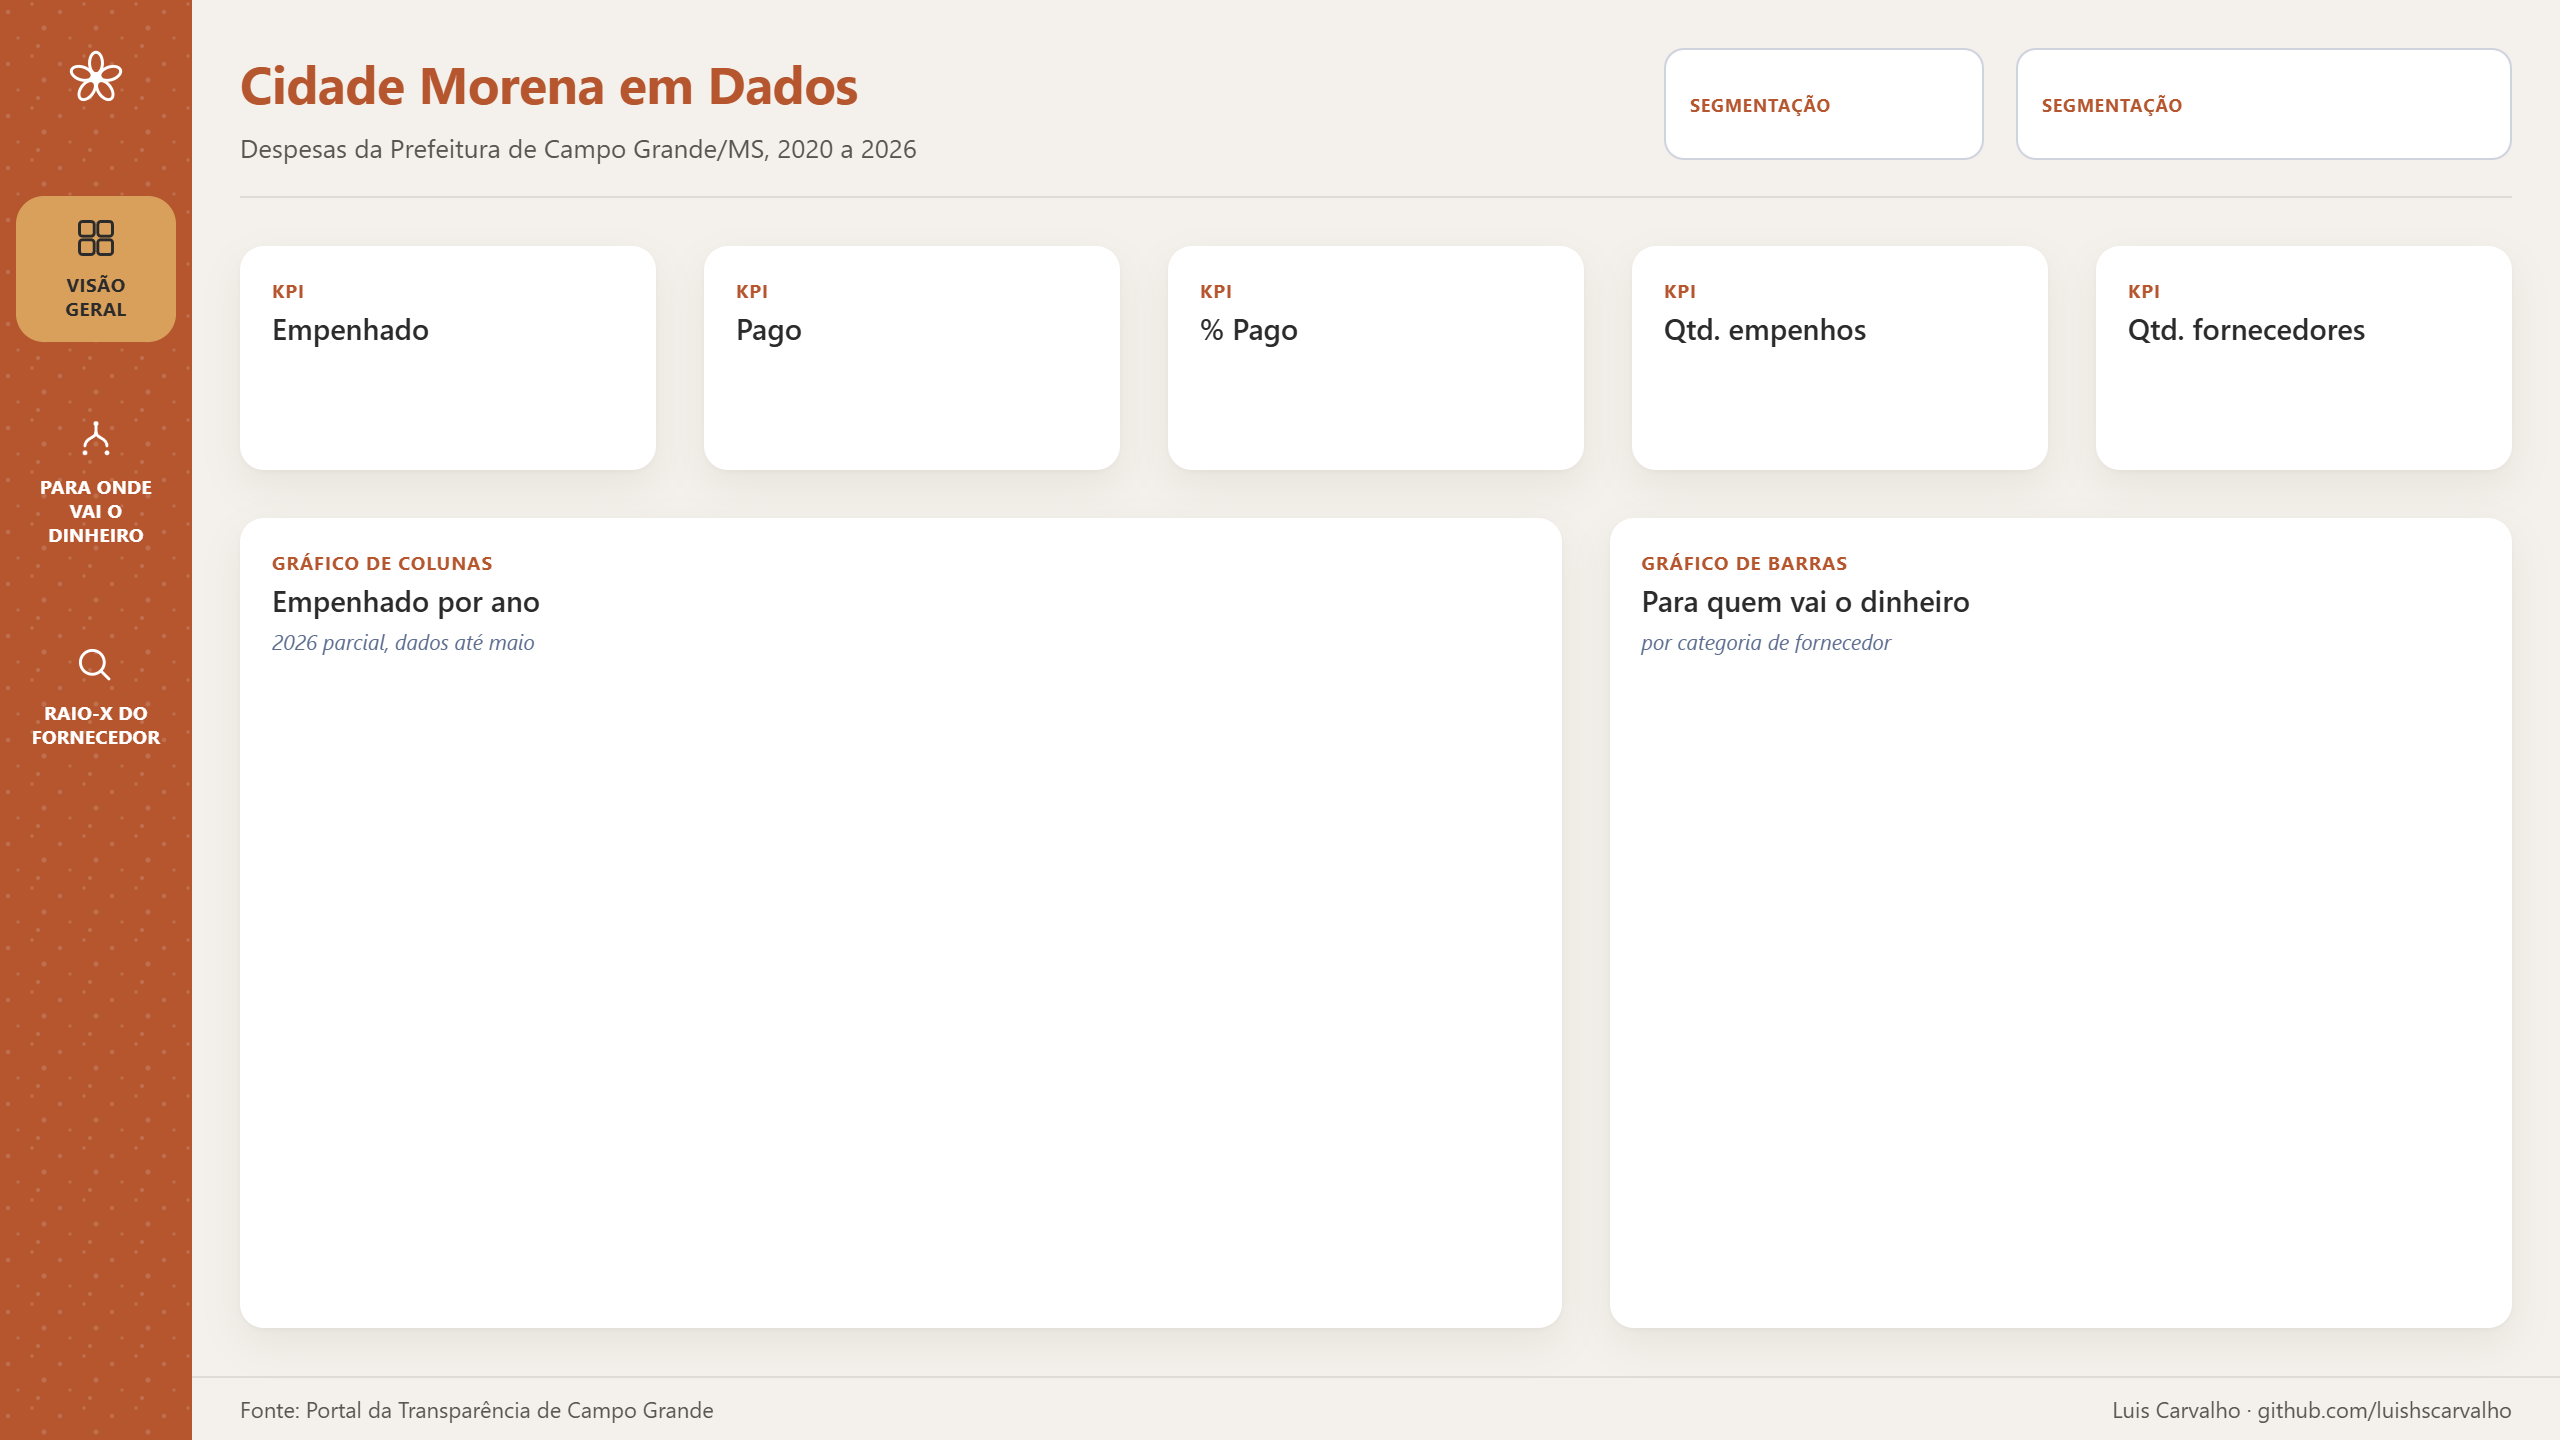 VISÃO
GERAL
PARA ONDE
VAI O
DINHEIRO
RAIO-X DO
FORNECEDOR
Cidade Morena em Dados
Despesas da Prefeitura de Campo Grande/MS, 2020 a 2026
SEGMENTAÇÃO
SEGMENTAÇÃO
KPI
Empenhado
KPI
Pago
KPI
% Pago
KPI
Qtd. empenhos
KPI
Qtd. fornecedores
GRÁFICO DE COLUNAS
Empenhado por ano
2026 parcial, dados até maio
GRÁFICO DE BARRAS
Para quem vai o dinheiro
por categoria de fornecedor
Fonte: Portal da Transparência de Campo Grande
Luis Carvalho · github.com/luishscarvalho